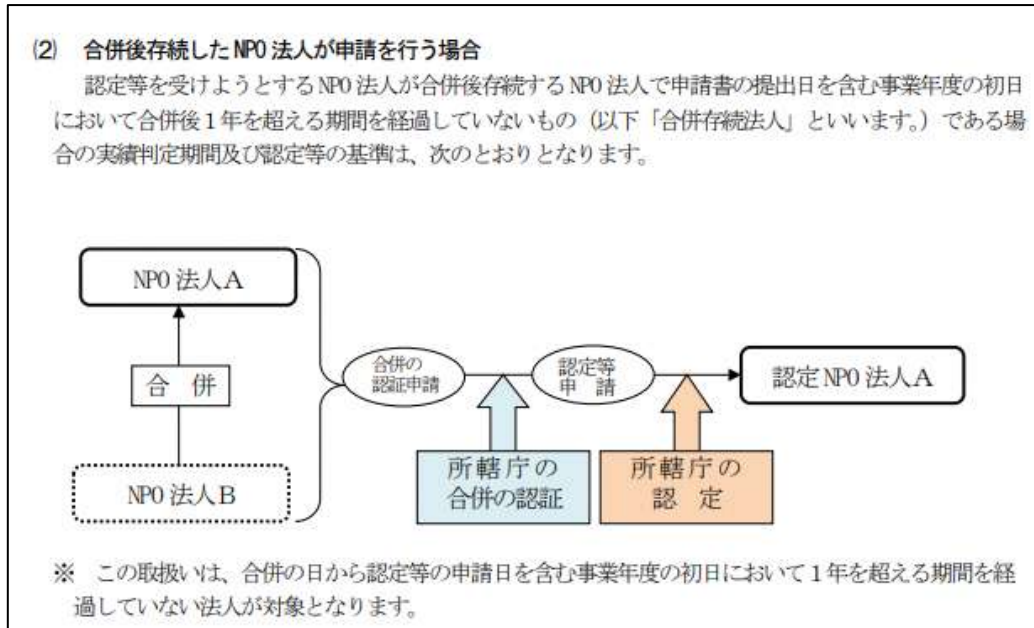 (2) 合併後存続したNPO法人が申請を行う場合
認定等を受けようとするNPO法人が合併後存続するNPO法人で申請書の提出日を含む事業年度の初日
において合併後1年を超える期間を経過していないもの（以下「合併存続法人」といいます。）である場
合の実績判定期間及び認定等の基準は、次のとおりとなります。
NPO法人A
合併
NPO法人B
合併の
認証申請
認定等
申請
認定NPO法人A
所轄庁の
合併の認証
所轄庁の
認定
※ この取扱いは、合併の日から認定等の申請日を含む事業年度の初日において1年を超える期間を経
過していない法人が対象となります。